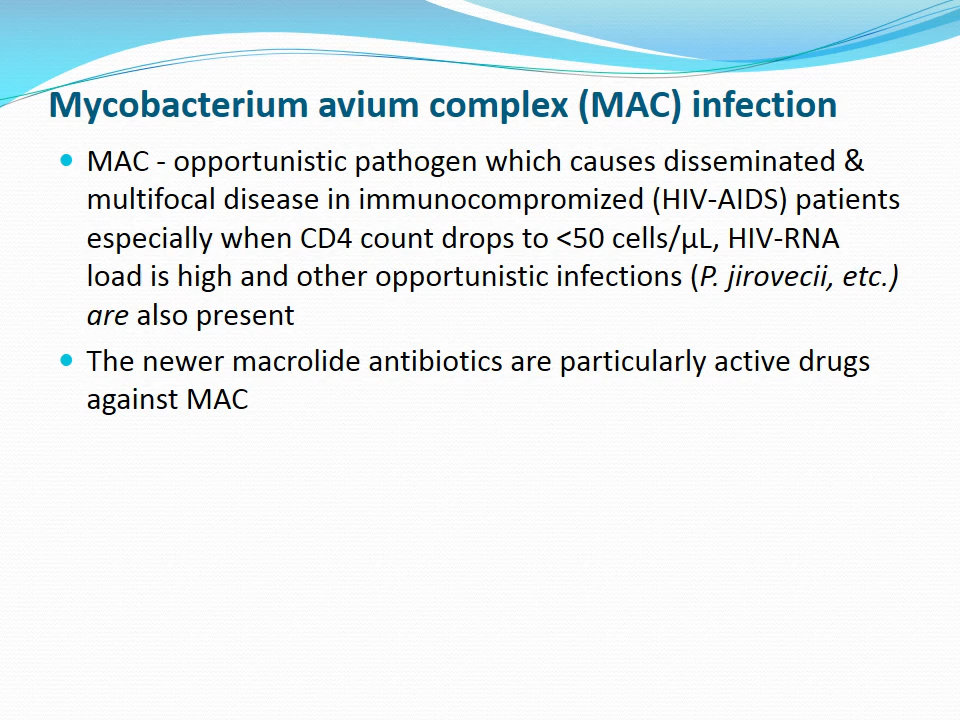 Mycobacterium avium complex (MAC) infection
MAC - opportunistic pathogen which causes disseminated &
multifocal disease in immunocompromized (HIV-AIDS) patients
especially when CD4 count drops to <50 cells/µL, HIV-RNA
load is high and other opportunistic infections (P. jirovecii, etc.)
are also present
The newer macrolide antibiotics are particularly active drugs
against MAC